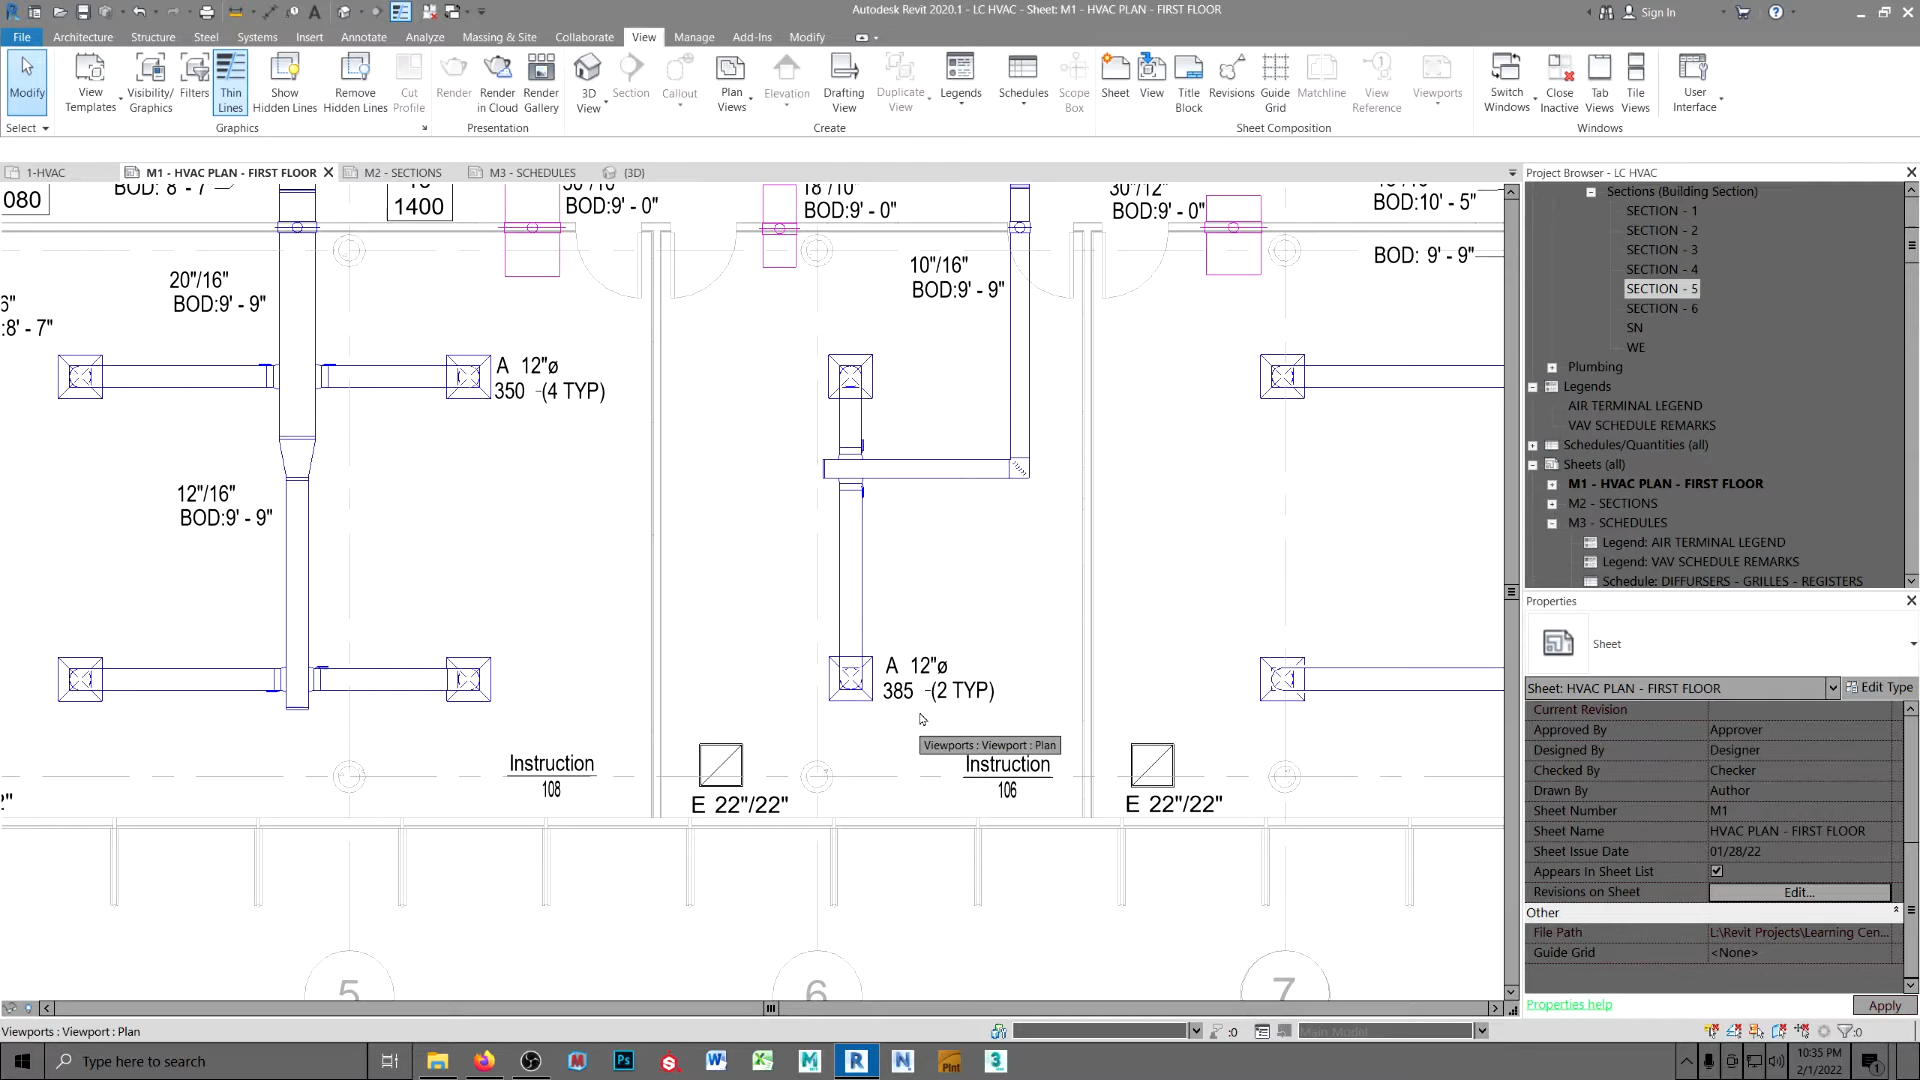 Autodesk Revit 2020.1 - LC HVAC - Sheet: M1 - HVAC PLAN - FIRST FLOOR
Sign In
File Architecture Structure Steel Systems Insert Annotate Analyze Massing & Site Collaborate View Manage Add-Ins Modify
Modify
View Templates
Visibility/ Graphics
Filters
Thin Lines
Show Hidden Lines
Remove Hidden Lines
Cut Profile
Render
Render in Cloud
Render Gallery
3D View
Section
Callout
Plan Views
Elevation
Drafting View
Duplicate View
Legends
Schedules
Scope Box
Sheet
View
Title Block
Revisions
Guide Grid
Matchline
View Reference
Viewports
Switch Windows
Close Inactive
Tab Views
Tile Views
User Interface
Select
Graphics
Presentation
Create
Sheet Composition
Windows
1-HVAC
M1 - HVAC PLAN - FIRST FLOOR
M2 - SECTIONS
M3 - SCHEDULES
{3D}
080
BOD: 8' - 7"
1400
BOD:9' - 0"
18"/10"
BOD:9' - 0"
30"/12"
BOD:9' - 0"
BOD:10' - 5"
BOD: 9' - 9"
20"/16"
BOD:9' - 9"
10"/16"
BOD:9' - 9"
6"
:8' - 7"
A 12"ø
350 -(4 TYP)
12"/16"
BOD:9' - 9"
A 12"ø
385 -(2 TYP)
Viewports : Viewport : Plan
Instruction
108
Instruction
106
E 22"/22"
E 22"/22"
5
6
7
Project Browser - LC HVAC
Sections (Building Section)
SECTION - 1
SECTION - 2
SECTION - 3
SECTION - 4
SECTION - 5
SECTION - 6
SN
WE
Plumbing
Legends
AIR TERMINAL LEGEND
VAV SCHEDULE REMARKS
Schedules/Quantities (all)
Sheets (all)
M1 - HVAC PLAN - FIRST FLOOR
M2 - SECTIONS
M3 - SCHEDULES
Legend: AIR TERMINAL LEGEND
Legend: VAV SCHEDULE REMARKS
Schedule: DIFFURSERS - GRILLES - REGISTERS
Properties
Sheet
Sheet: HVAC PLAN - FIRST FLOOR
Edit Type
Current Revision
Approved By Approver
Designed By Designer
Checked By Checker
Drawn By Author
Sheet Number M1
Sheet Name HVAC PLAN - FIRST FLOOR
Sheet Issue Date 01/28/22
Appears In Sheet List
Revisions on Sheet Edit...
Other
File Path L:\Revit Projects\Learning Cen...
Guide Grid <None>
Properties help
Apply
Viewports : Viewport : Plan
:0
Main Model
:0
Type here to search
10:35 PM
2/1/2022